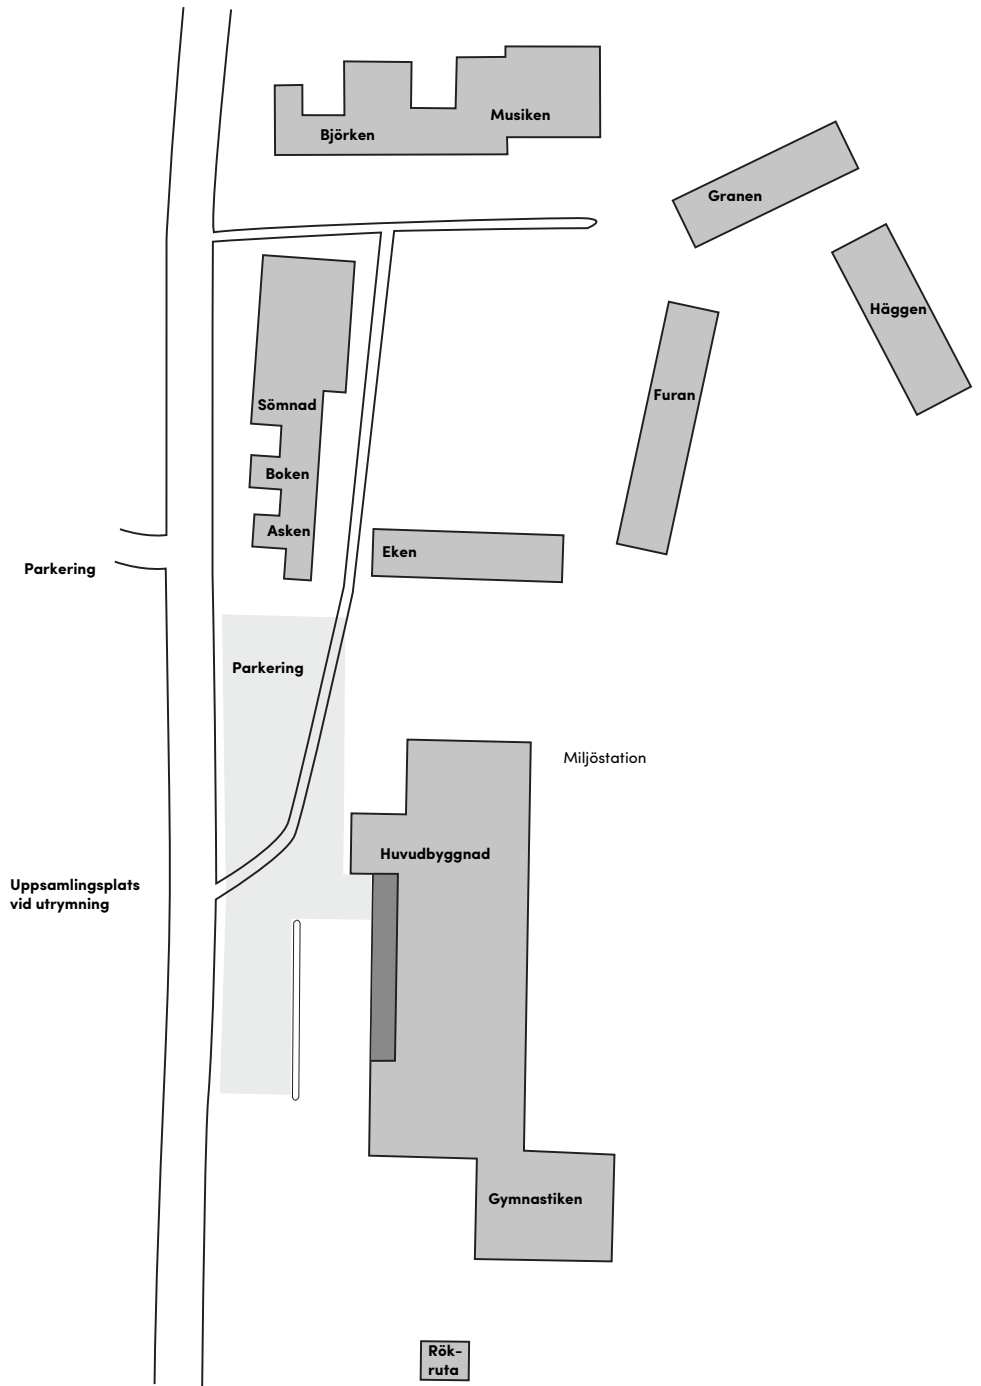 Musiken
Björken
Granen
Häggen
Furan
Sömnad
Boken
Asken
Eken
Parkering
Parkering
Miljöstation
Huvudbyggnad
Uppsamlingsplats
vid utrymning
Gymnastiken
Rök-
ruta